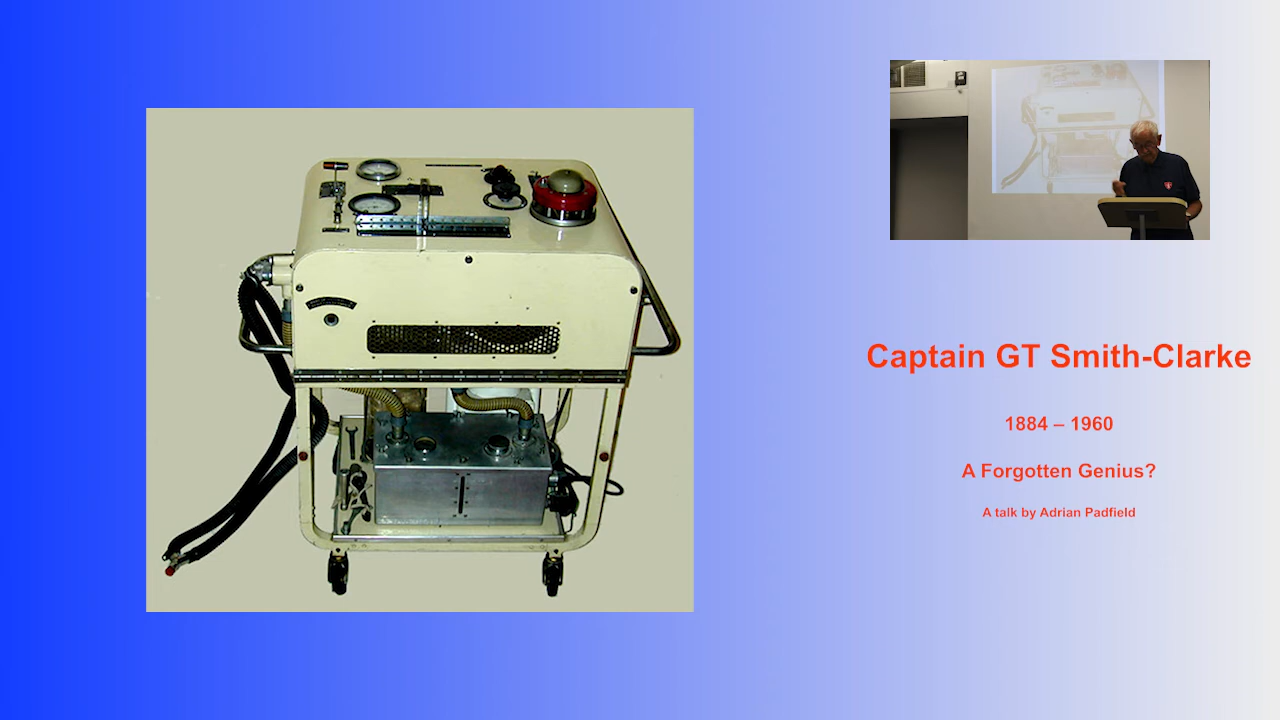 Captain GT Smith-Clarke
1884 – 1960
A Forgotten Genius?
A talk by Adrian Padfield